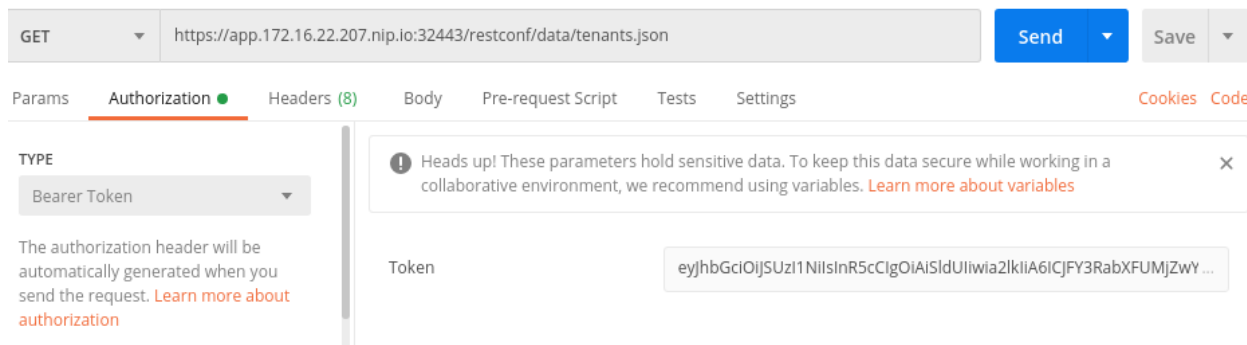 GET https://app.172.16.22.207.nip.io:32443/restconf/data/tenants.json Send Save
Params Authorization Headers (8) Body Pre-request Script Tests Settings Cookies Code
TYPE
Bearer Token
The authorization header will be
automatically generated when you
send the request. Learn more about
authorization
Heads up! These parameters hold sensitive data. To keep this data secure while working in a
collaborative environment, we recommend using variables. Learn more about variables
Token eyJhbGciOiJSUzI1NiIsInR5cCIgOiAiSldUIiwia2lkIiA6ICJFY3RabXFUMjZwY...